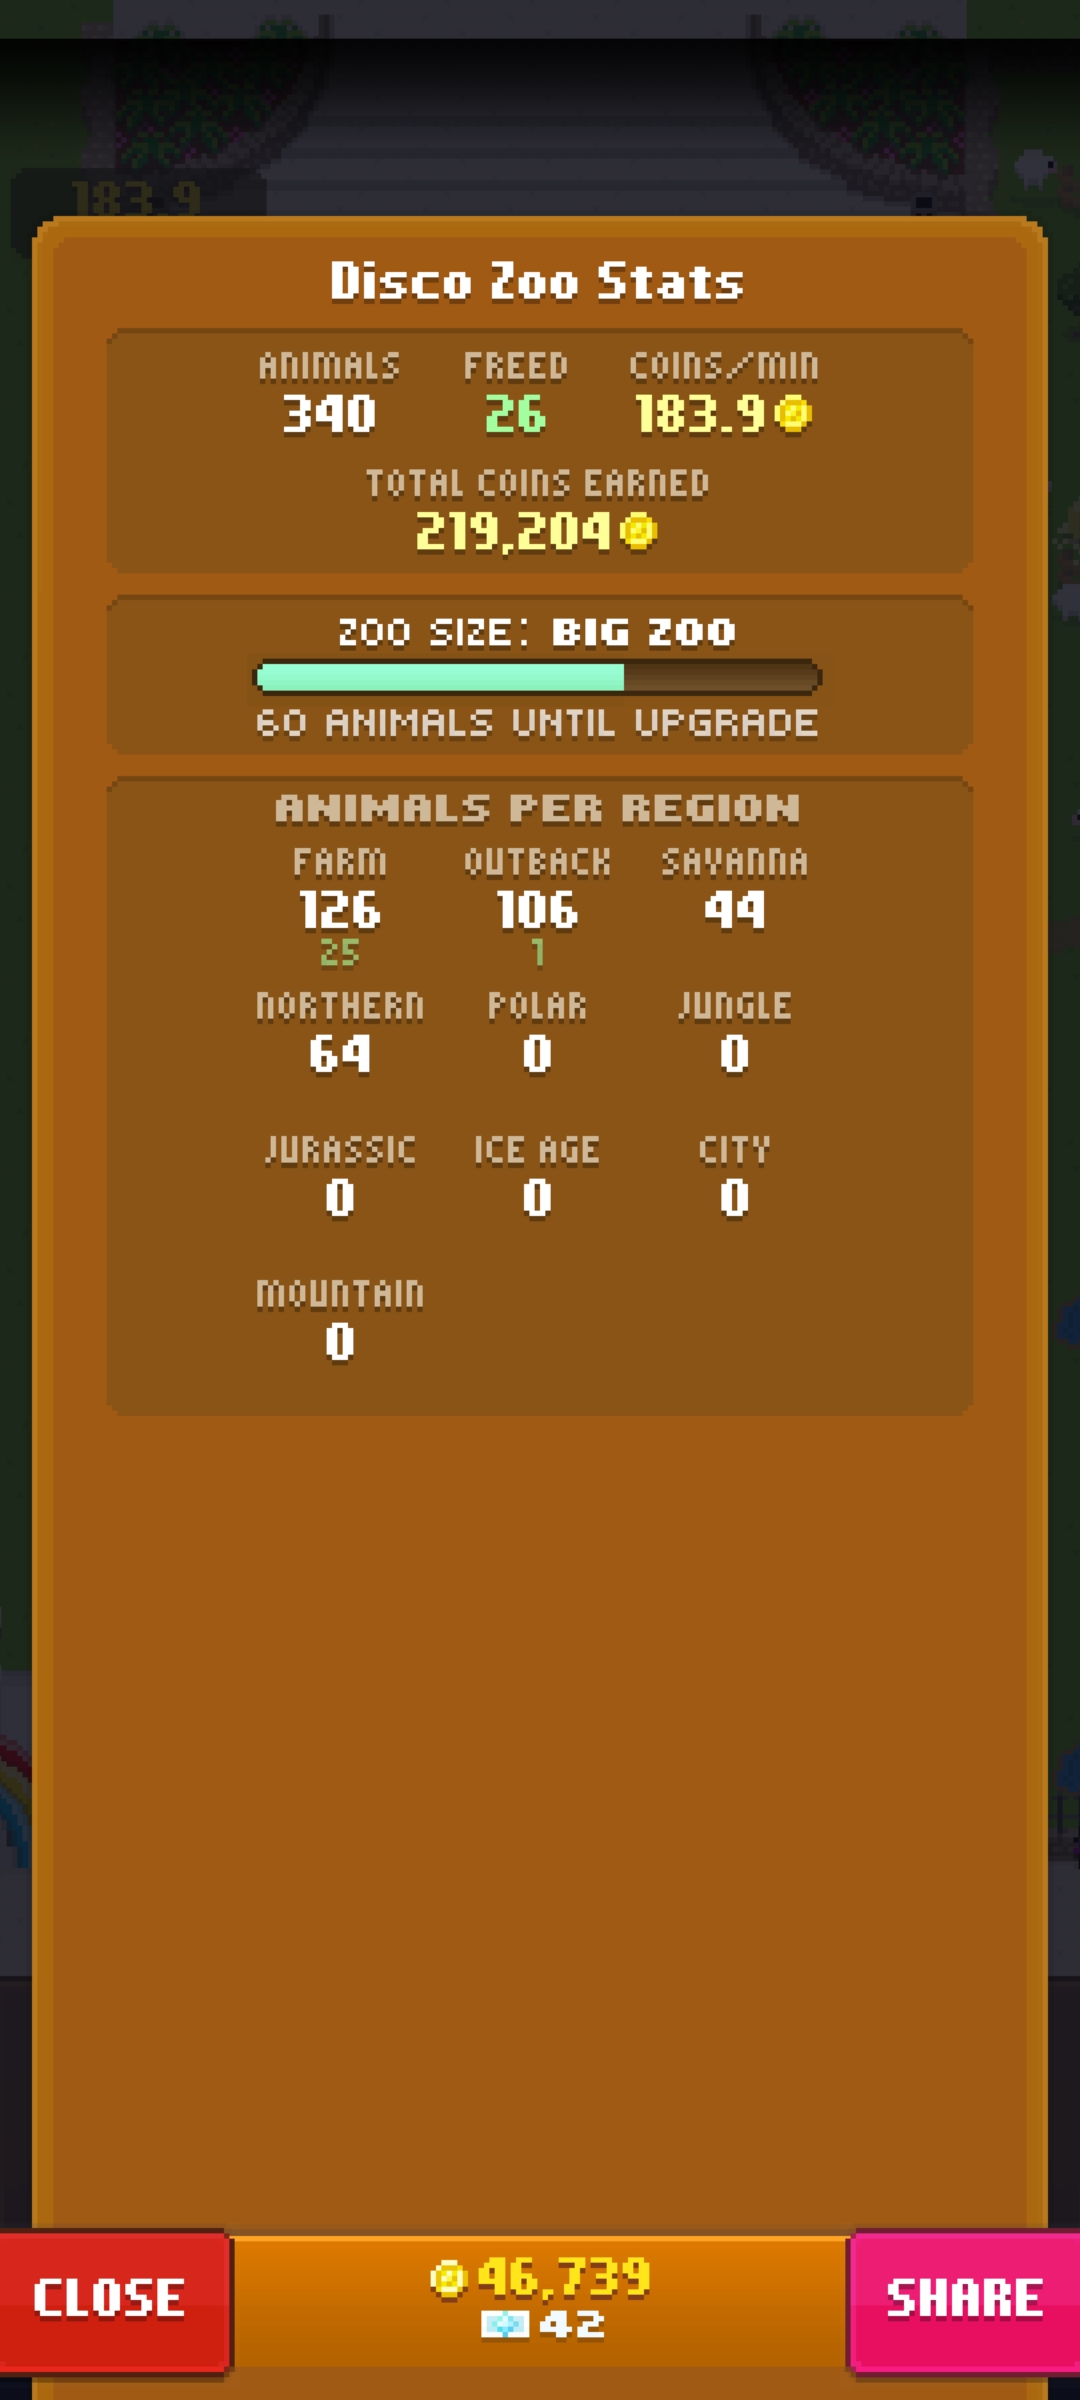 183.9
Disco Zoo Stats
ANIMALS FREED COINS/MIN
340 26 183.9
TOTAL COINS EARNED
219,204
ZOO SIZE: BIG ZOO
60 ANIMALS UNTIL UPGRADE
ANIMALS PER REGION
FARM OUTBACK SAVANNA
126 106 44
25 1
NORTHERN POLAR JUNGLE
64 0 0
JURASSIC ICE AGE CITY
0 0 0
MOUNTAIN
0
CLOSE 46,739 SHARE
42